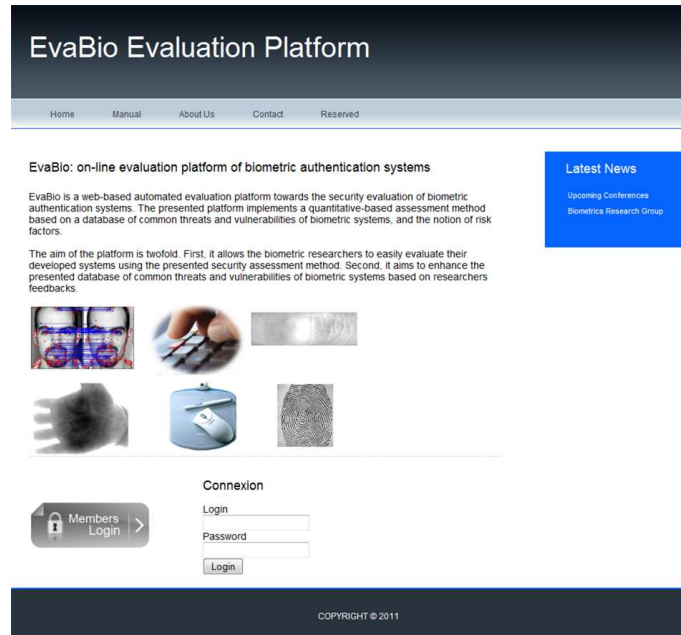 EvaBio Evaluation Platform
Home Manual About Us Contact Reserved
EvaBio: on-line evaluation platform of biometric authentication systems
EvaBio is a web-based automated evaluation platform towards the security evaluation of biometric
authentication systems. The presented platform implements a quantitative-based assessment method
based on a database of common threats and vulnerabilities of biometric systems, and the notion of risk
factors.
The aim of the platform is twofold. First, it allows the biometric researchers to easily evaluate their
developed systems using the presented security assessment method. Second, it aims to enhance the
presented database of common threats and vulnerabilities of biometric systems based on researchers
feedbacks.
Latest News
Upcoming Conferences
Biometrics Research Group
Members
Login
Connexion
Login
Password
Login
COPYRIGHT © 2011